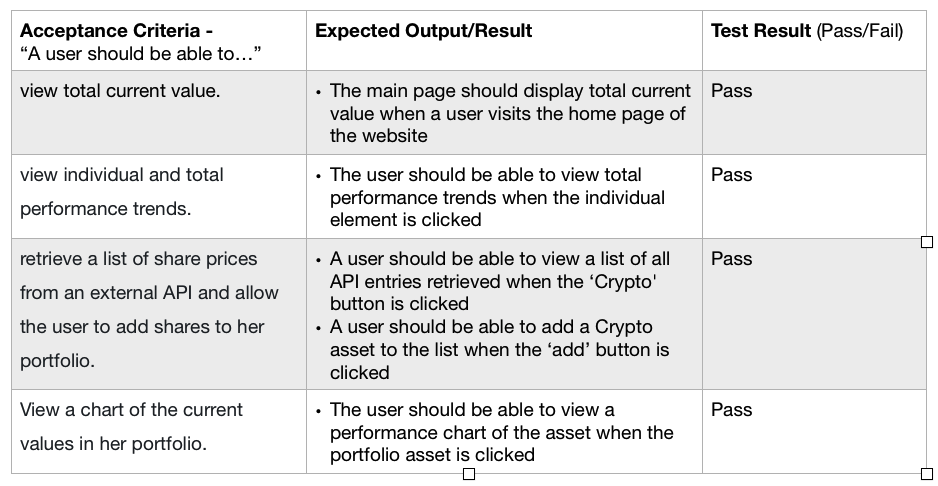 Acceptance Criteria -
“A user should be able to…”
Expected Output/Result
Test Result (Pass/Fail)
view total current value.
• The main page should display total current
value when a user visits the home page of
the website
Pass
view individual and total
performance trends.
• The user should be able to view total
performance trends when the individual
element is clicked
Pass
retrieve a list of share prices
from an external API and allow
the user to add shares to her
portfolio.
• A user should be able to view a list of all
API entries retrieved when the ‘Crypto'
button is clicked
• A user should be able to add a Crypto
asset to the list when the ‘add’ button is
clicked
Pass
View a chart of the current
values in her portfolio.
• The user should be able to view a
performance chart of the asset when the
portfolio asset is clicked
Pass